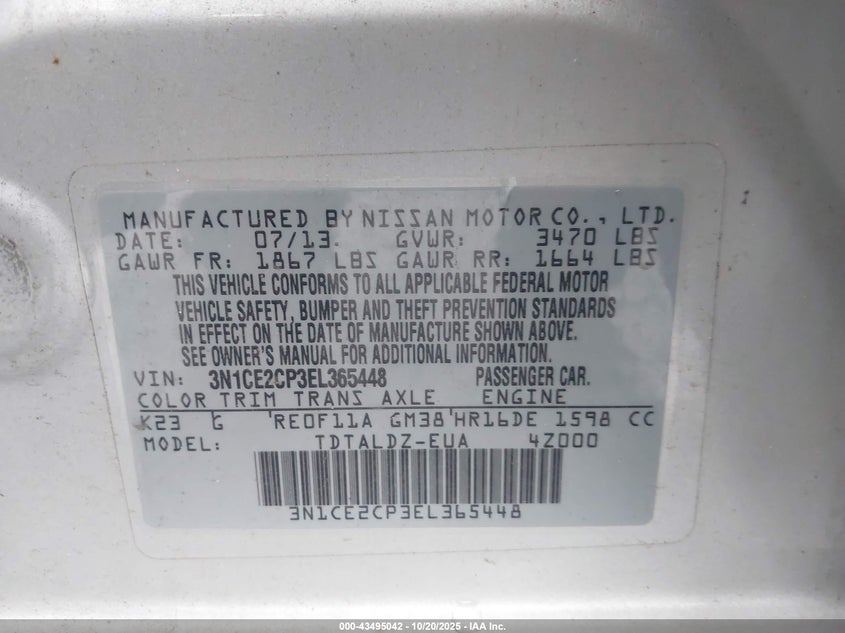 MANUFACTURED BY NISSAN MOTOR CO., LTD.
DATE: 07/13. GVWR: 3470 LBS
GAWR FR: 1867 LBS GAWR RR: 1664 LBS
THIS VEHICLE CONFORMS TO ALL APPLICABLE FEDERAL MOTOR
VEHICLE SAFETY, BUMPER AND THEFT PREVENTION STANDARDS
IN EFFECT ON THE DATE OF MANUFACTURE SHOWN ABOVE.
SEE OWNER'S MANUAL FOR ADDITIONAL INFORMATION.
VIN: 3N1CE2CP3EL365448 PASSENGER CAR.
COLOR TRIM TRANS AXLE ENGINE
K23 G 'RE0F11A GM38'HR16DE 1598 CC
MODEL: TDTALDZ-EUA 4Z000
3N1CE2CP3EL365448
000-43495042 - 10/20/2025 - IAA Inc.